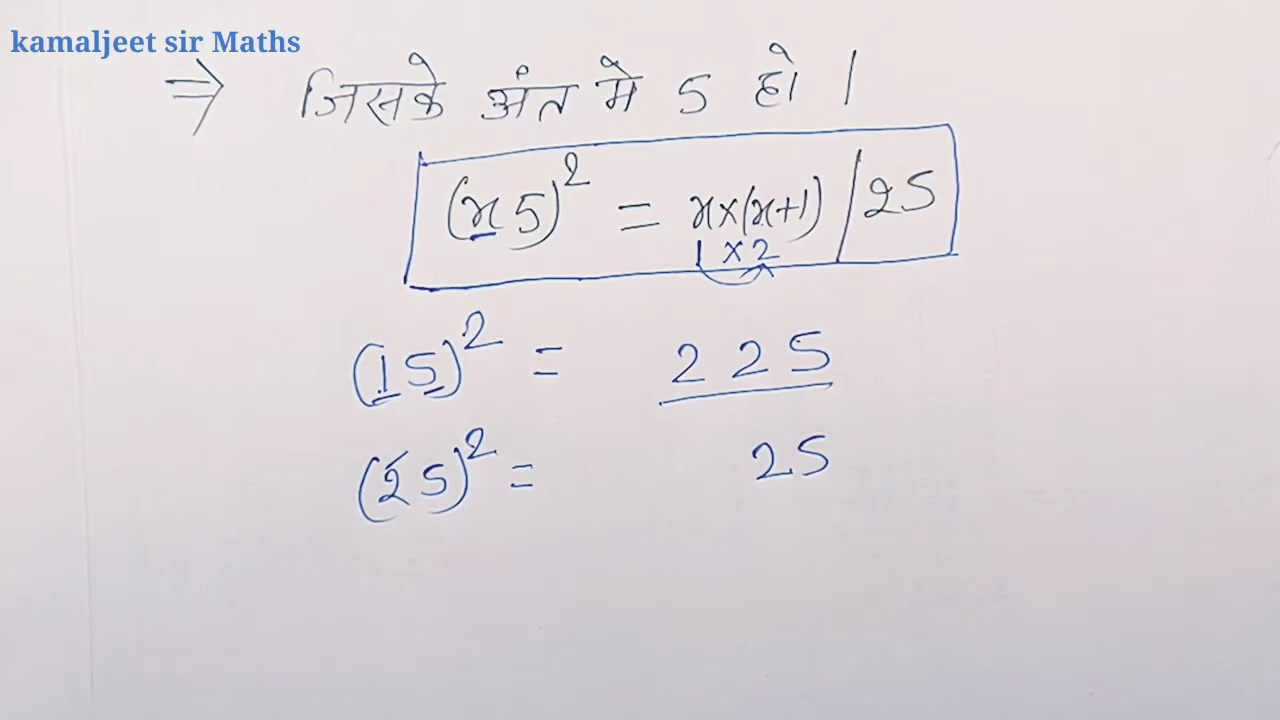 kamaljeet sir Maths
⇒ जिसके अंत मे 5 हो |
(x5)² = x×(x+1) / 25
1 × 2
(15)² = 225
(25)² = 25